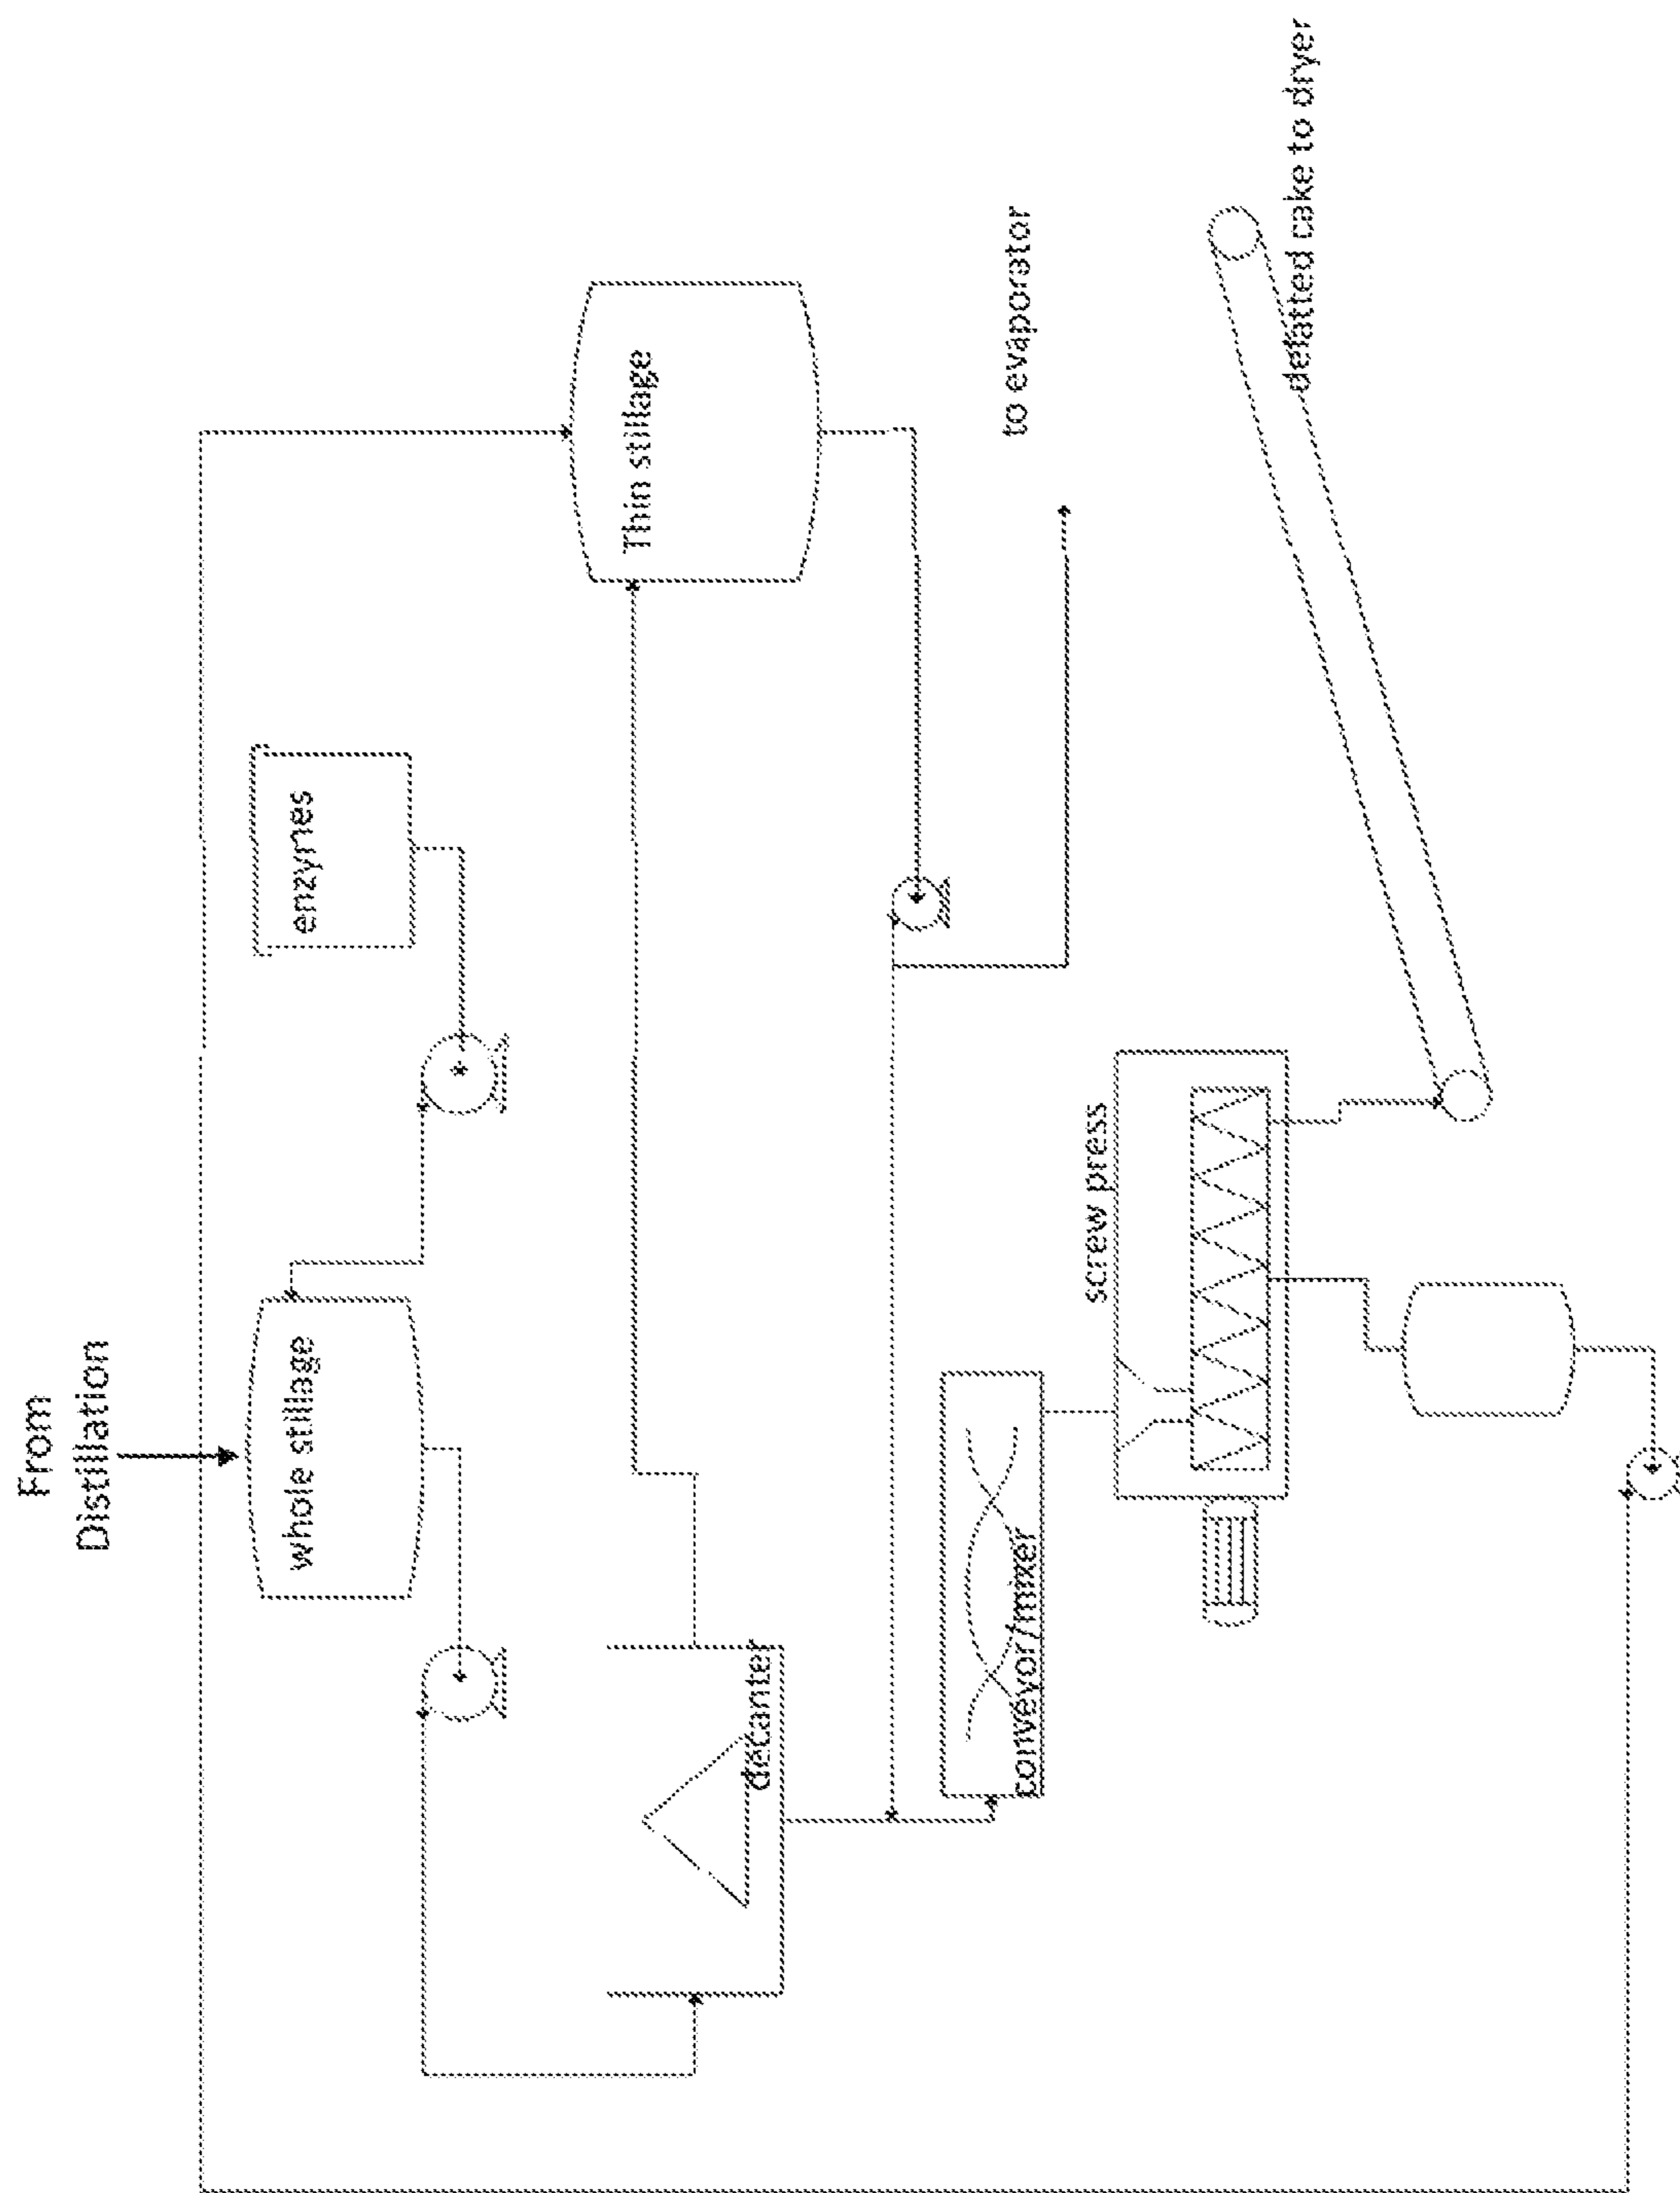 From
Distillation
whole stillage
enzymes
Thin stillage
decanter
to evaporator
conveyor/mixer
screw press
defatted cake to dryer